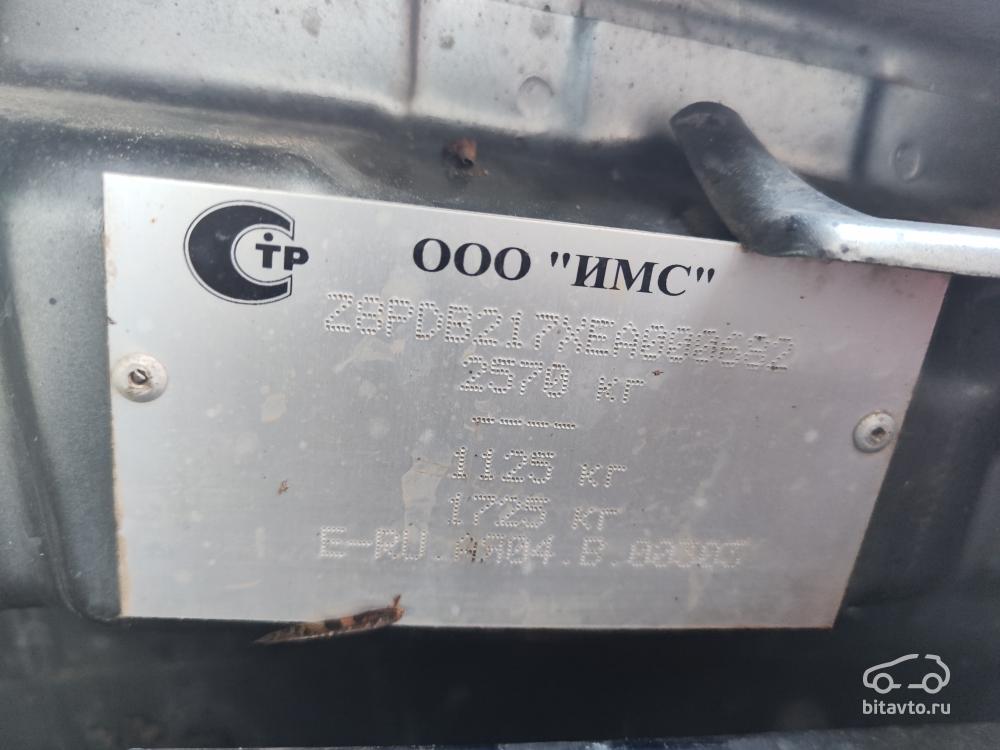 СТР
ООО "ИМС"
Z8PDB217XEA000682
2570 кг
-----
1125 кг
1725 кг
bitavto.ru